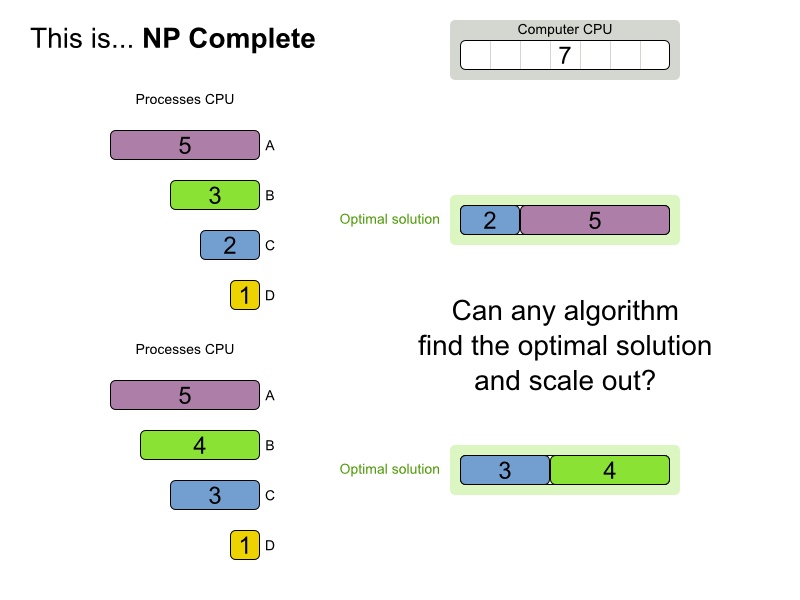 This is... NP Complete
Computer CPU
7
Processes CPU
5 A
3 B
2 C
1 D
Optimal solution
2 5
Can any algorithm
find the optimal solution
and scale out?
Processes CPU
5 A
4 B
3 C
1 D
Optimal solution
3 4